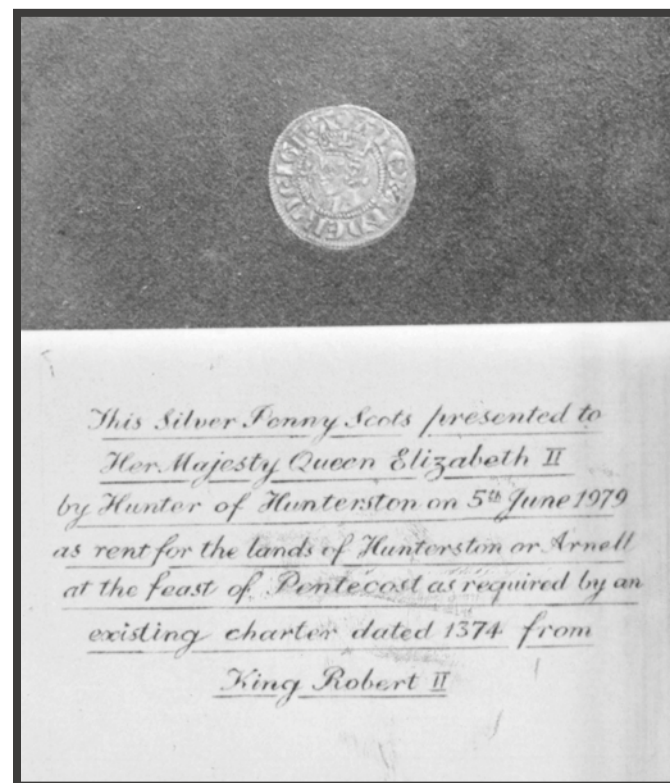 This Silver Penny Scots presented to
Her Majesty Queen Elizabeth II
by Hunter of Hunterston on 5th June 1979
as rent for the lands of Hunterston or Arnell
at the feast of Pentecost as required by an
existing charter dated 1374 from
King Robert II